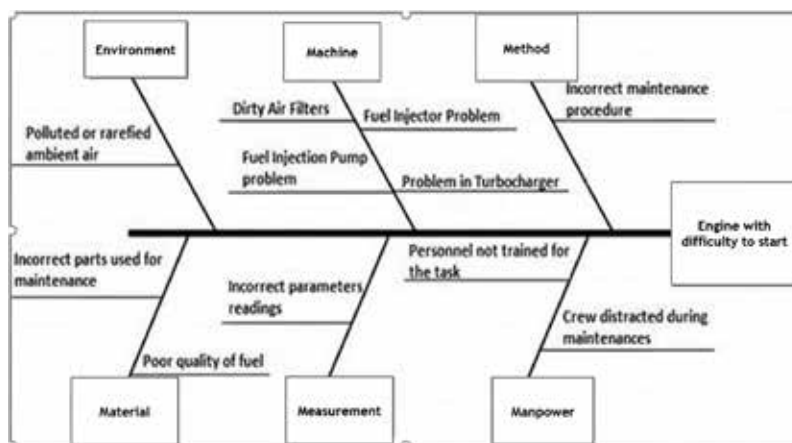 Environment
Machine
Method
Dirty Air Filters
Fuel Injector Problem
Incorrect maintenance
procedure
Polluted or rarefied
ambient air
Fuel Injection Pump
problem
Problem in Turbocharger
Engine with
difficulty to start
Incorrect parts used for
maintenance
Incorrect parameters
readings
Personnel not trained for
the task
Crew distracted during
maintenances
Poor quality of fuel
Material
Measurement
Manpower